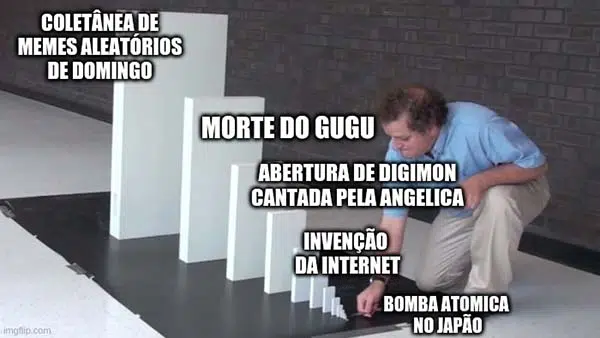 COLETÂNEA DE
MEMES ALEATÓRIOS
DE DOMINGO
MORTE DO GUGU
ABERTURA DE DIGIMON
CANTADA PELA ANGELICA
INVENÇÃO
DA INTERNET
BOMBA ATOMICA
NO JAPÃO
imgflip.com